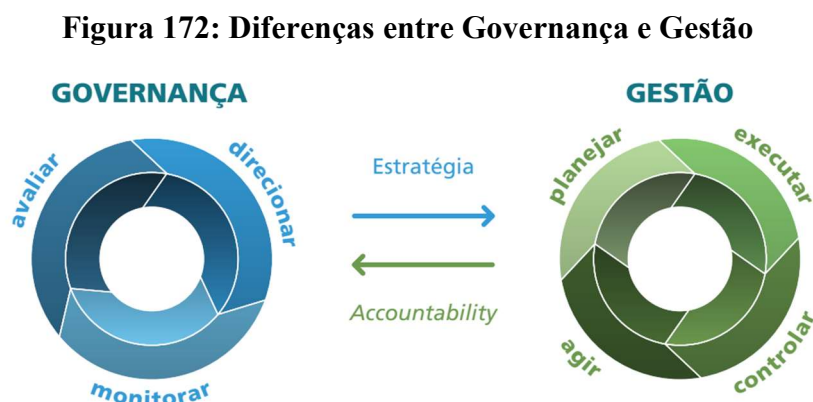 Figura 172: Diferenças entre Governança e Gestão
GOVERNANÇA
avaliar
direcionar
monitorar
Estratégia
Accountability
GESTÃO
planejar
executar
agir
controlar